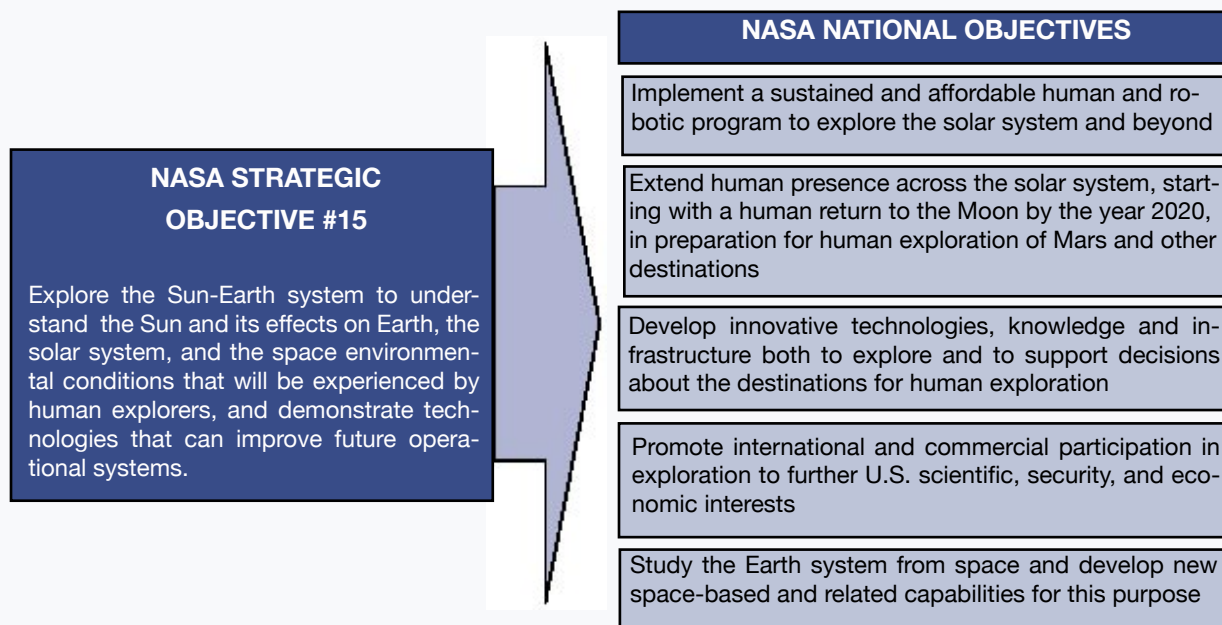 NASA STRATEGIC
OBJECTIVE #15
Explore the Sun-Earth system to under-
stand the Sun and its effects on Earth, the
solar system, and the space environmen-
tal conditions that will be experienced by
human explorers, and demonstrate tech-
nologies that can improve future opera-
tional systems.
NASA NATIONAL OBJECTIVES
Implement a sustained and affordable human and ro-
botic program to explore the solar system and beyond
Extend human presence across the solar system, start-
ing with a human return to the Moon by the year 2020,
in preparation for human exploration of Mars and other
destinations
Develop innovative technologies, knowledge and in-
frastructure both to explore and to support decisions
about the destinations for human exploration
Promote international and commercial participation in
exploration to further U.S. scientific, security, and eco-
nomic interests
Study the Earth system from space and develop new
space-based and related capabilities for this purpose